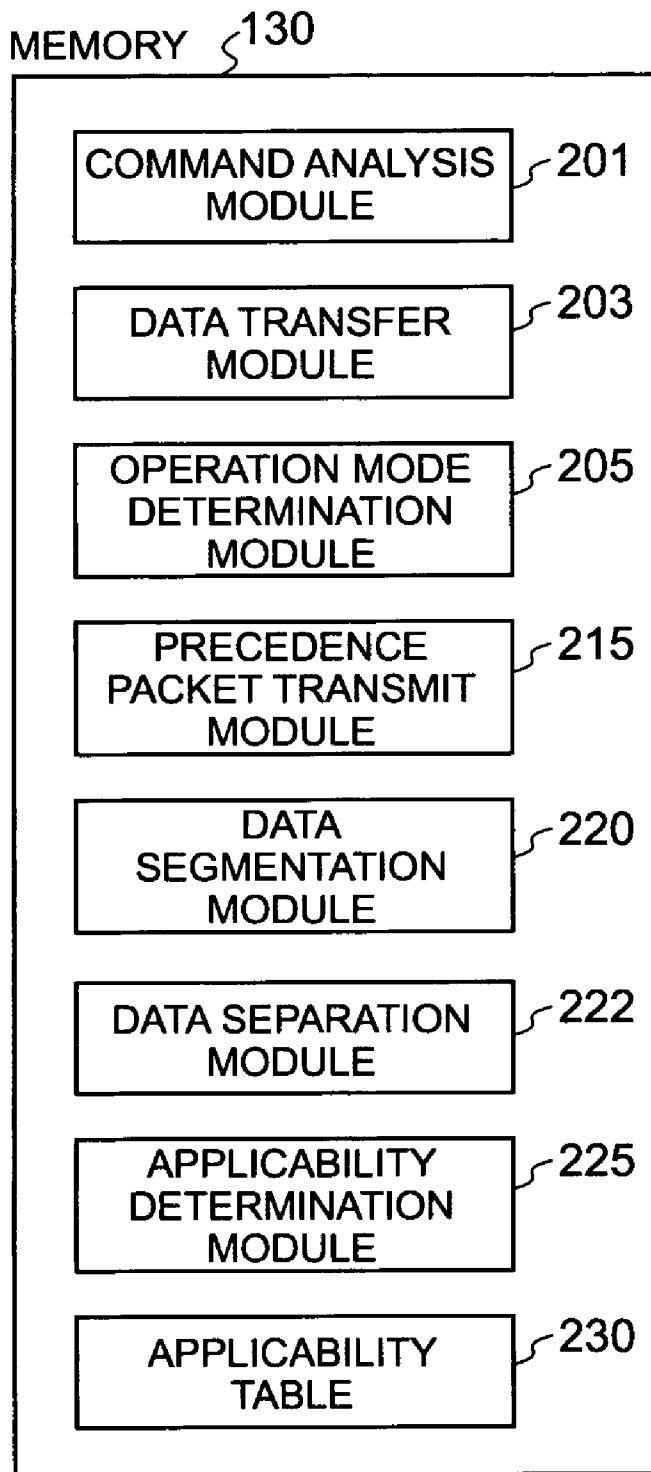 MEMORY 130
COMMAND ANALYSIS
MODULE
201
DATA TRANSFER
MODULE
203
OPERATION MODE
DETERMINATION
MODULE
205
PRECEDENCE
PACKET TRANSMIT
MODULE
215
DATA
SEGMENTATION
MODULE
220
DATA SEPARATION
MODULE
222
APPLICABILITY
DETERMINATION
MODULE
225
APPLICABILITY
TABLE
230